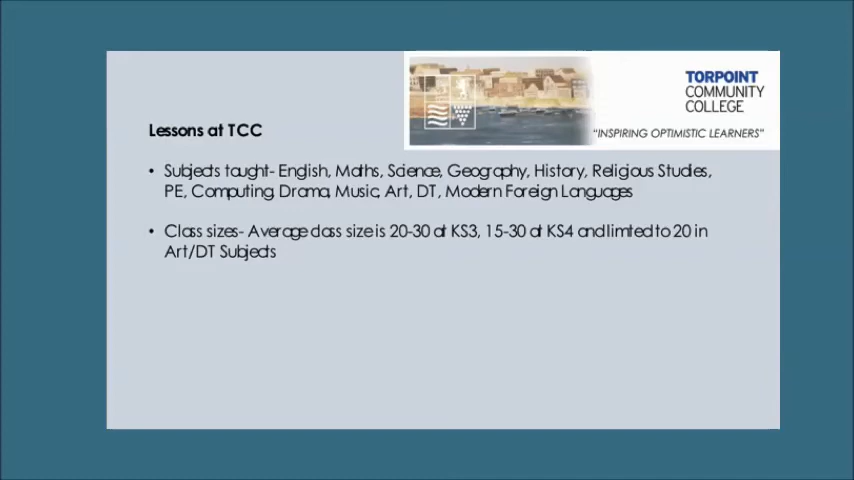 TORPOINT
COMMUNITY
COLLEGE
"INSPIRING OPTIMISTIC LEARNERS"
Lessons at TCC
• Subjects taught- English, Maths, Science, Geography, History, Religious Studies,
PE, Computing, Drama, Music, Art, DT, Modern Foreign Languages
• Class sizes- Average class size is 20-30 at KS3, 15-30 at KS4 and limted to 20 in
Art/DT Subjects